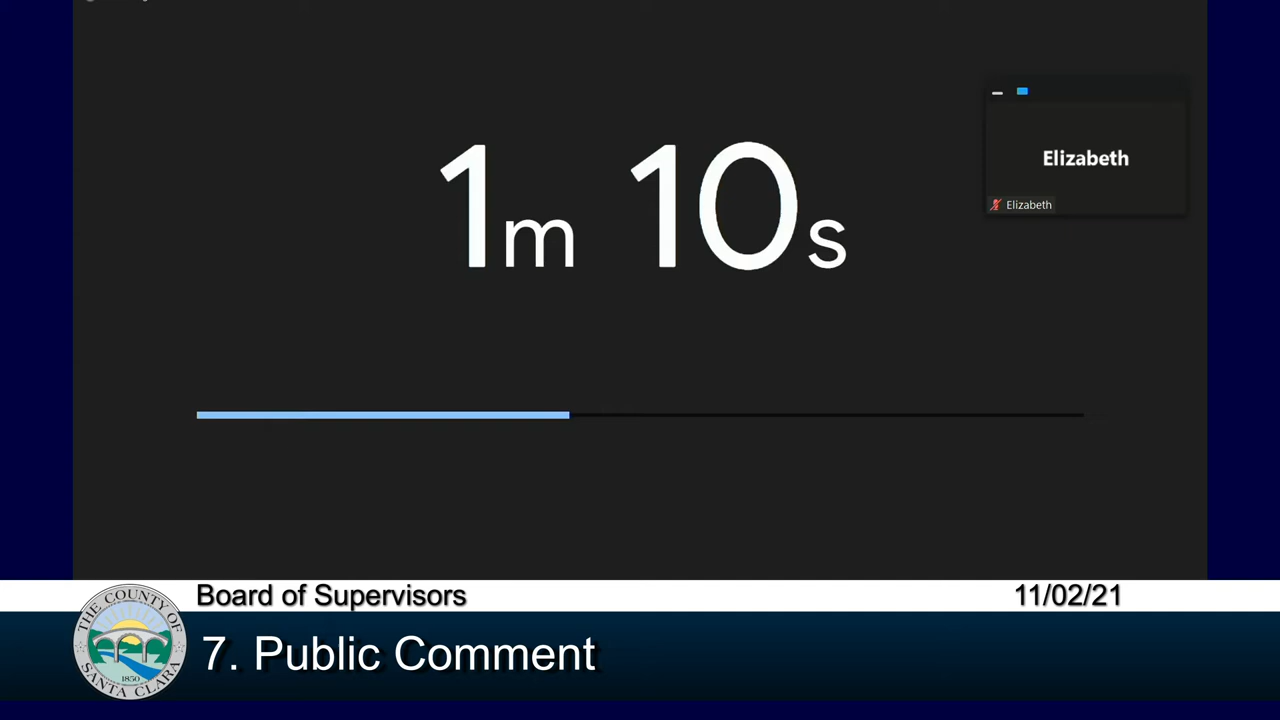 1m 10s
Elizabeth
Elizabeth
Board of Supervisors
11/02/21
THE COUNTY OF
SANTA CLARA
1850
7. Public Comment